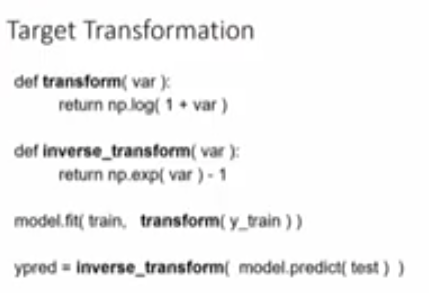 Target Transformation
def transform( var ):
return np.log( 1 + var )
def inverse_transform( var ):
return np.exp( var ) - 1
model.fit( train, transform( y_train ) )
ypred = inverse_transform( model.predict( test ) )